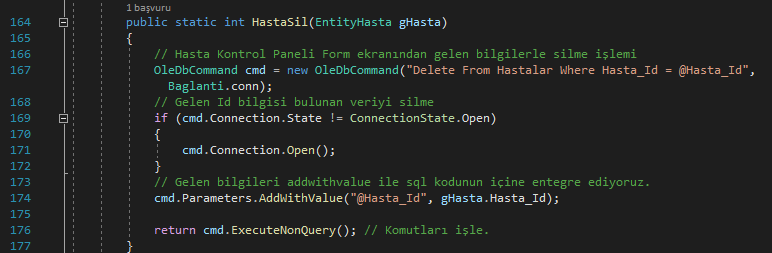 1 başvuru
164 public static int HastaSil(EntityHasta gHasta)
165 {
166 // Hasta Kontrol Paneli Form ekranından gelen bilgilerle silme işlemi
167 OleDbCommand cmd = new OleDbCommand("Delete From Hastalar Where Hasta_Id = @Hasta_Id",
Baglanti.conn);
168 // Gelen Id bilgisi bulunan veriyi silme
169 if (cmd.Connection.State != ConnectionState.Open)
170 {
171 cmd.Connection.Open();
172 }
173 // Gelen bilgileri addwithvalue ile sql kodunun içine entegre ediyoruz.
174 cmd.Parameters.AddWithValue("@Hasta_Id", gHasta.Hasta_Id);
175
176 return cmd.ExecuteNonQuery(); // Komutları işle.
177 }